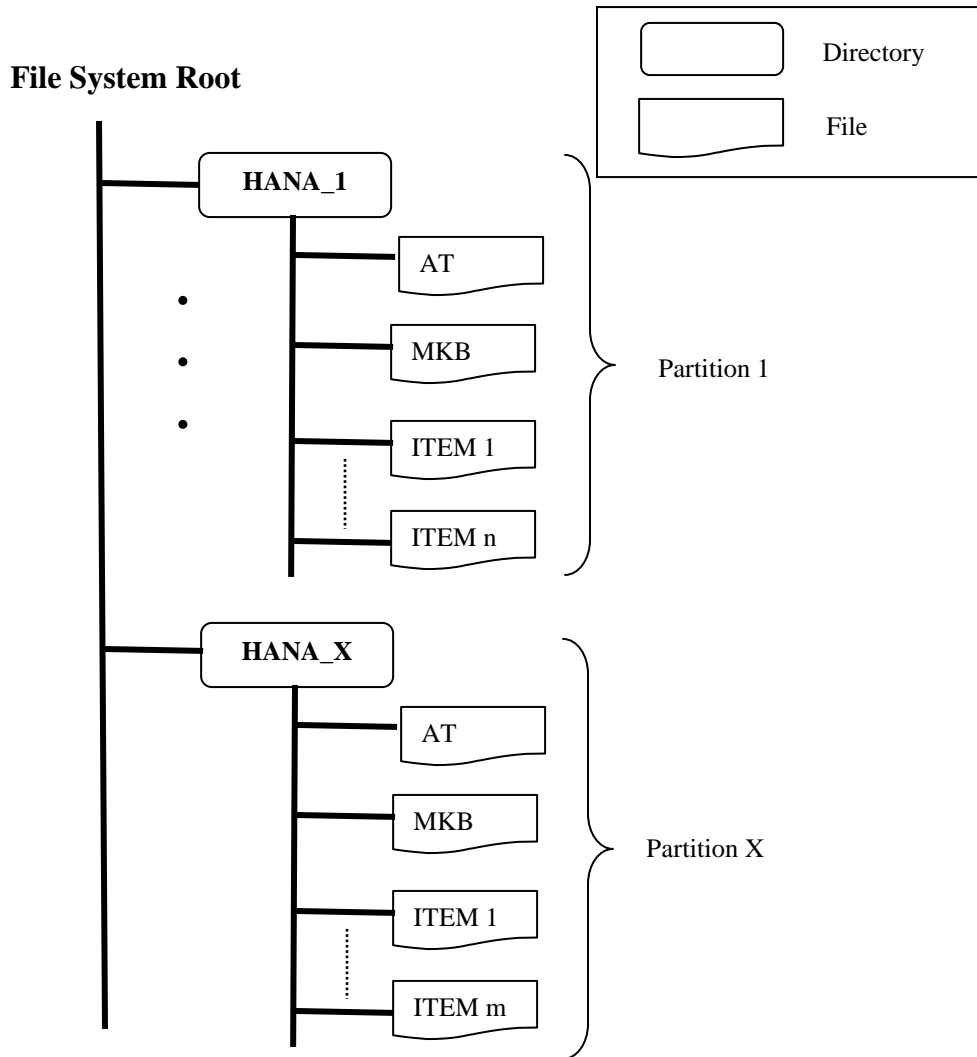 Directory
File System Root
File
HANA_1
AT
MKB
Partition 1
ITEM 1
ITEM n
HANA_X
AT
MKB
Partition X
ITEM 1
ITEM m